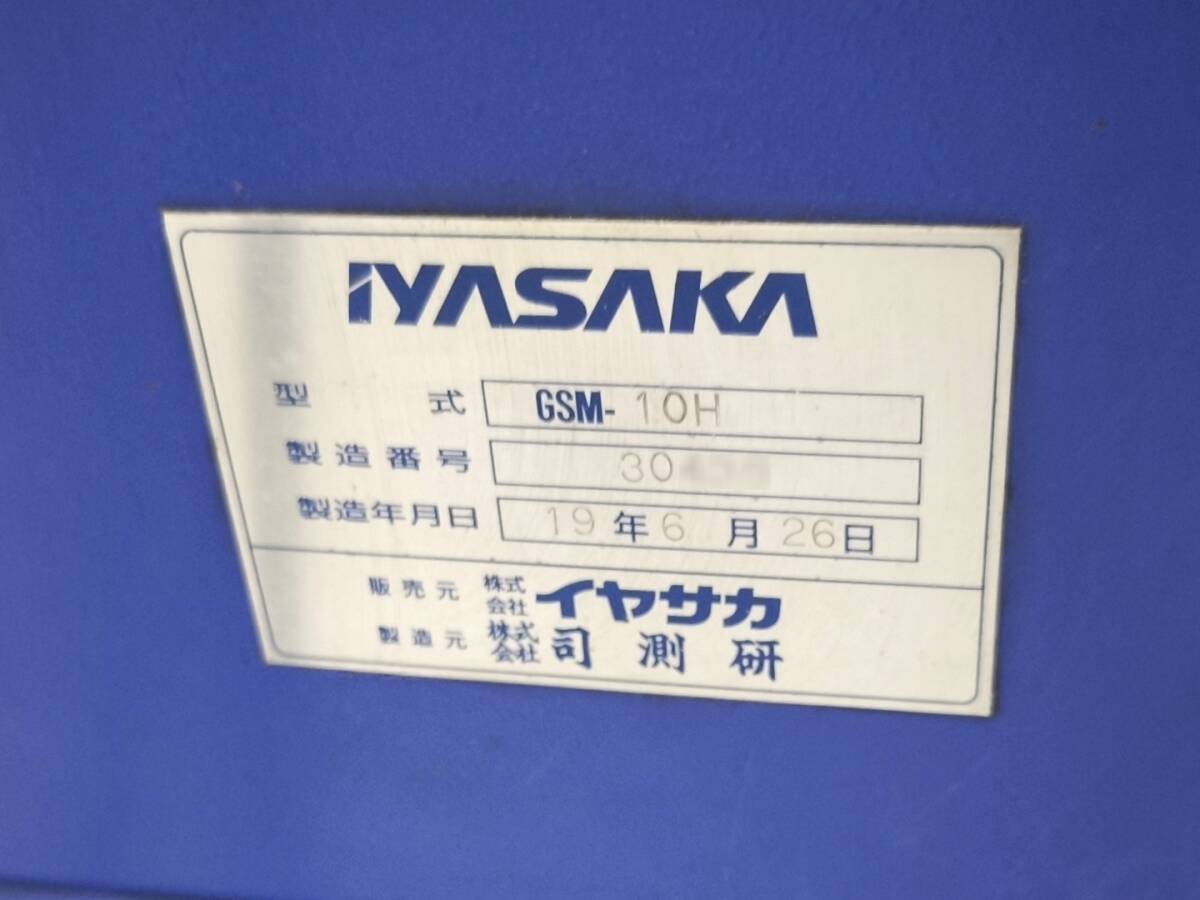 IYASAKA
型式 GSM-10H
製造番号 30
製造年月日 19年6月26日
販売元 株式会社 イヤサカ
製造元 株式会社 司測研